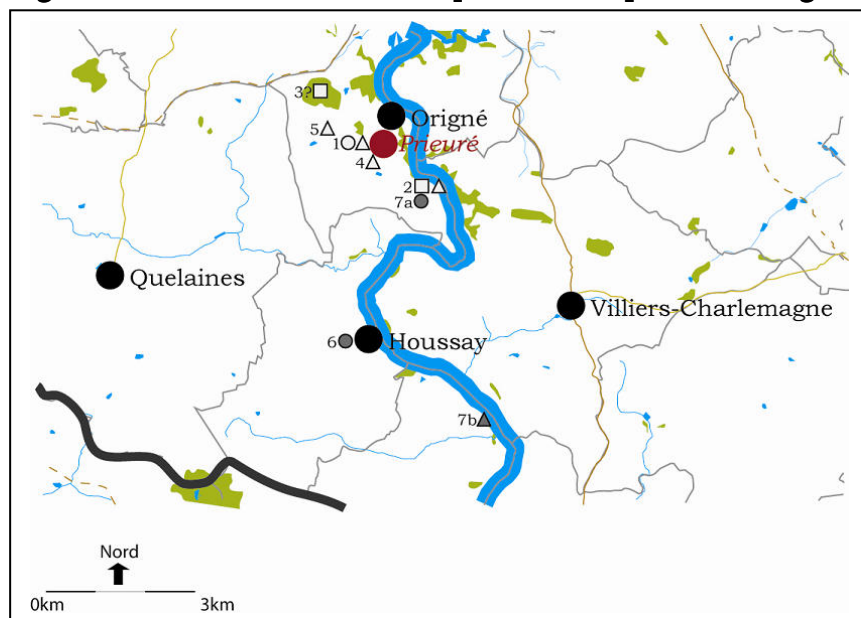 3?
Origné
5
1
Prieuré
4
2
7a
Quelaines
Villiers-Charlemagne
6
Houssay
7b
Nord
0km 3km